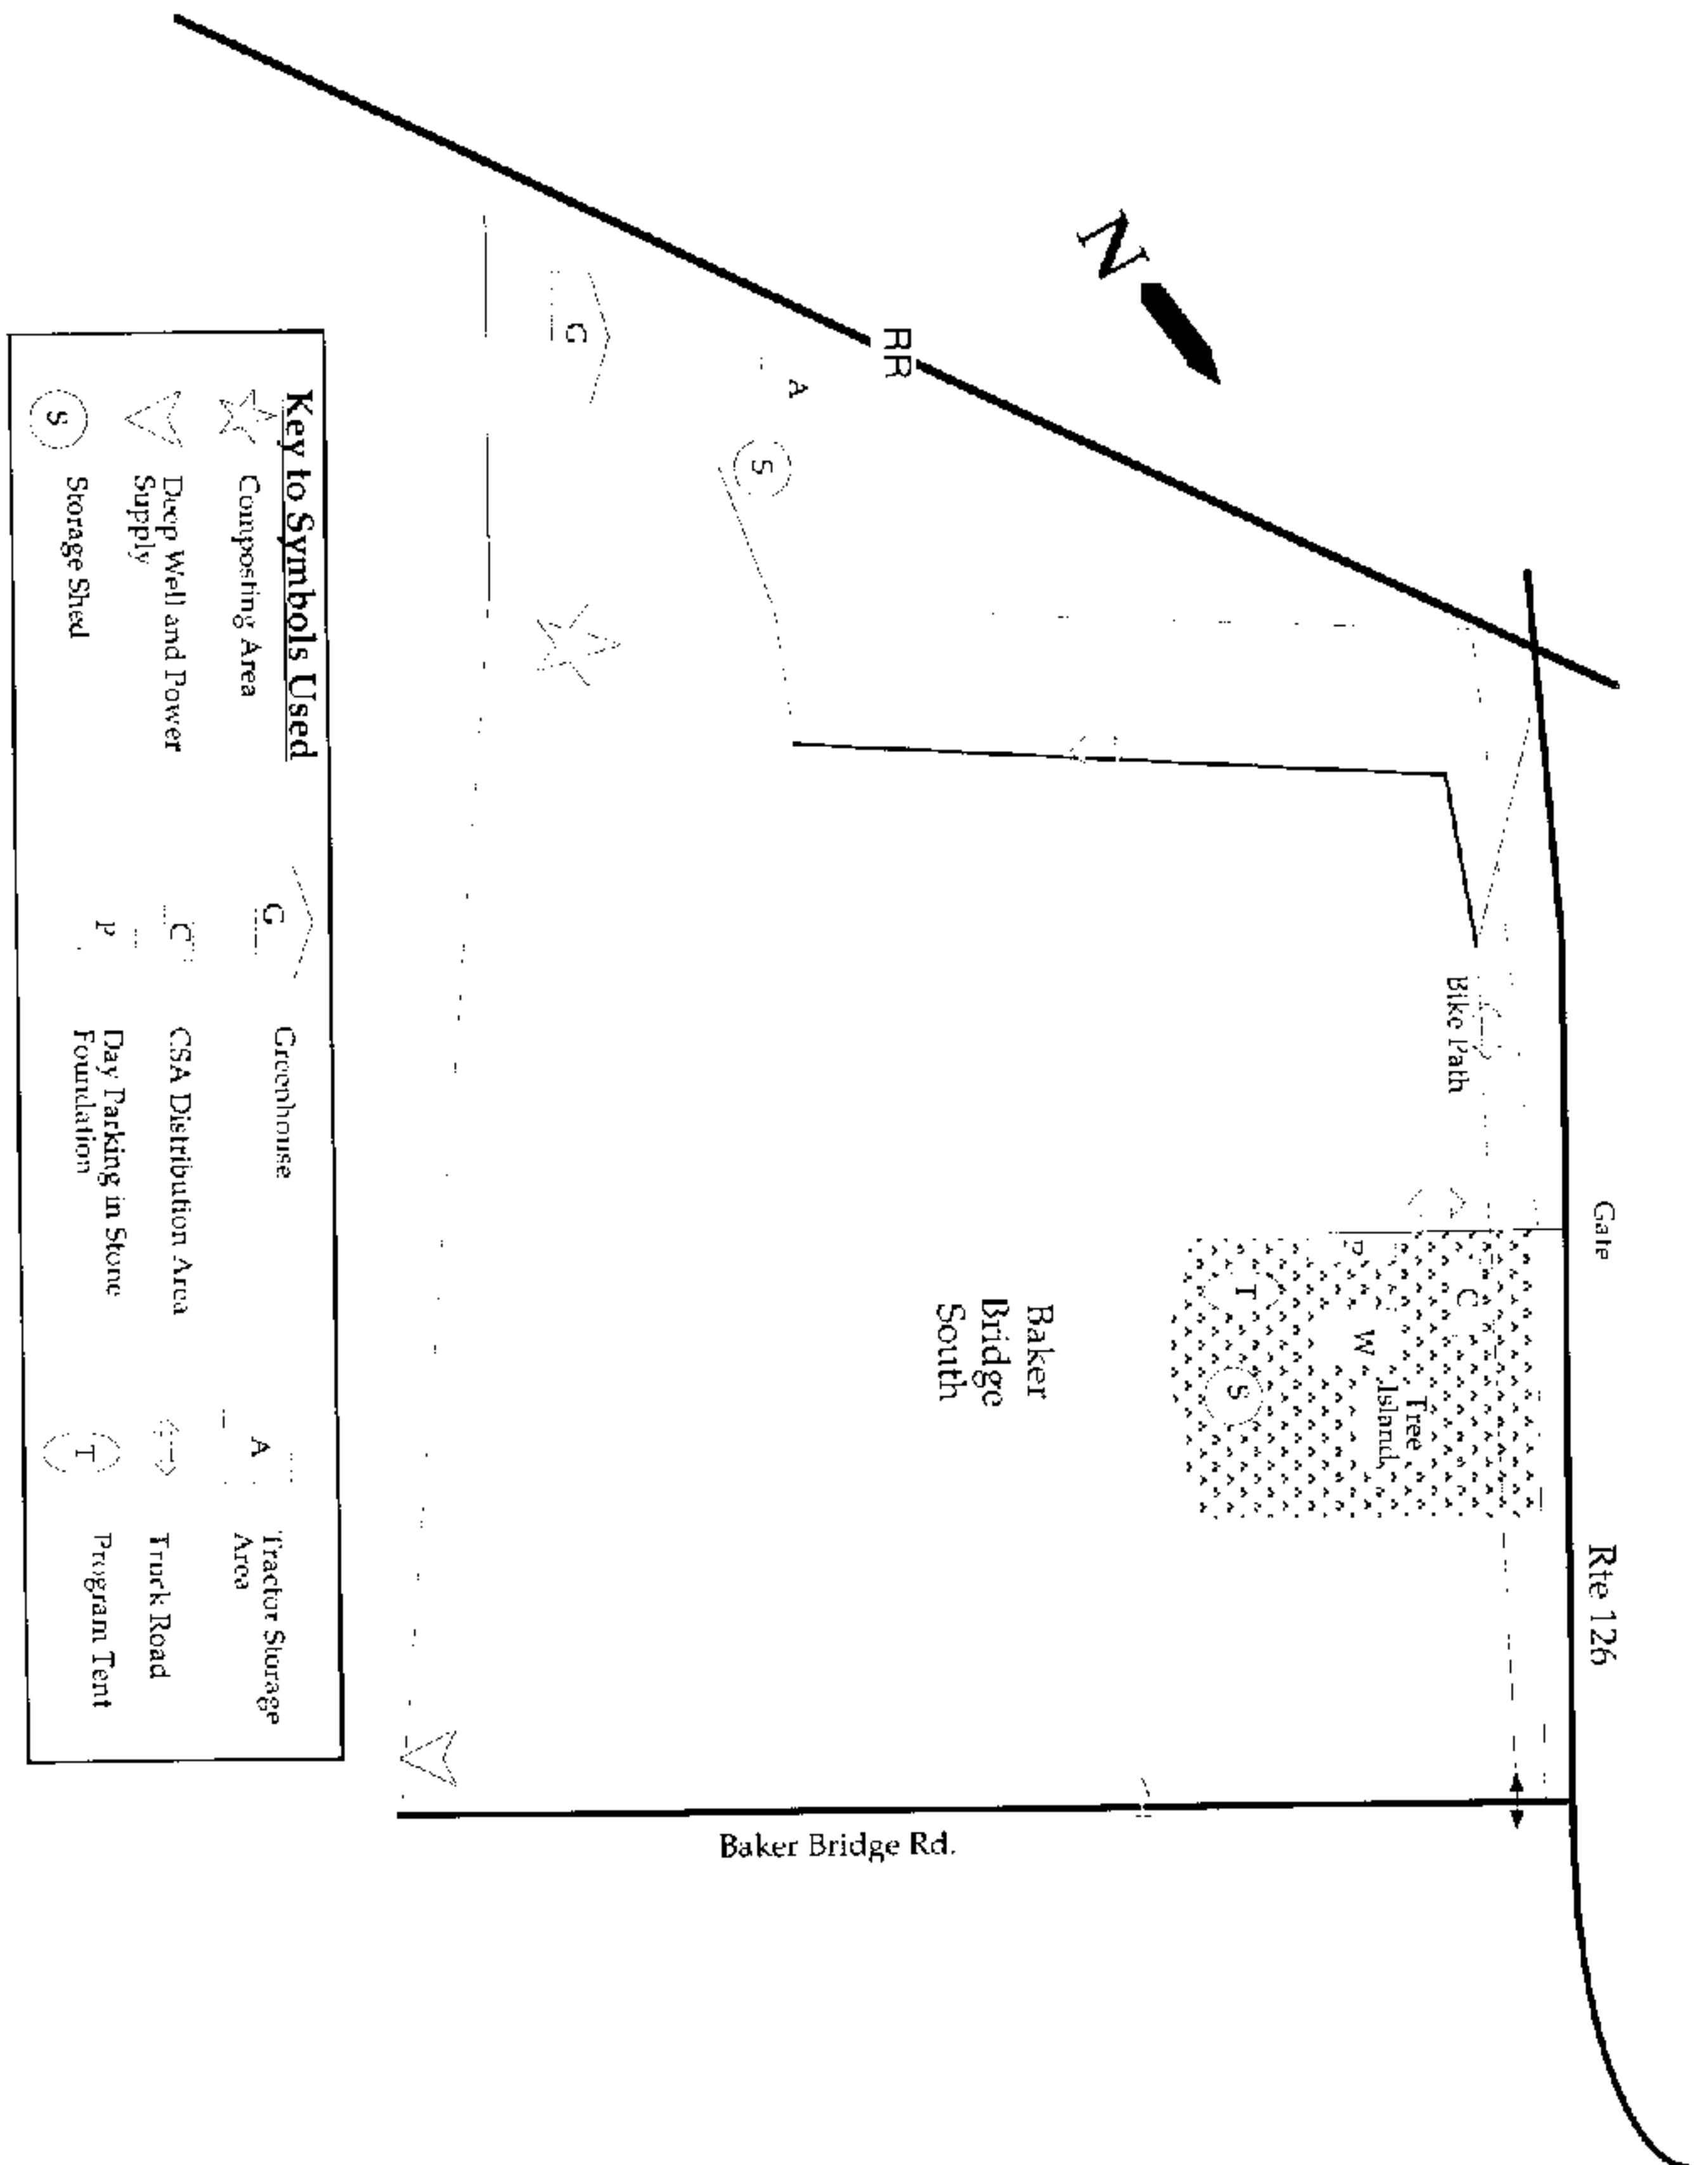 N
RR
G
A
S
Bike Path
Gate
C
P
T
W
S
Tree
Island
Rte 126
Baker
Bridge
South
Baker Bridge Rd.
Key to Symbols Used
Composting Area
Deep Well and Power
Supply
S
Storage Shed
G
Greenhouse
C
CSA Distribution Area
P
Day Parking in Stone
Foundation
A
Tractor Storage
Area
Truck Road
T
Program Tent